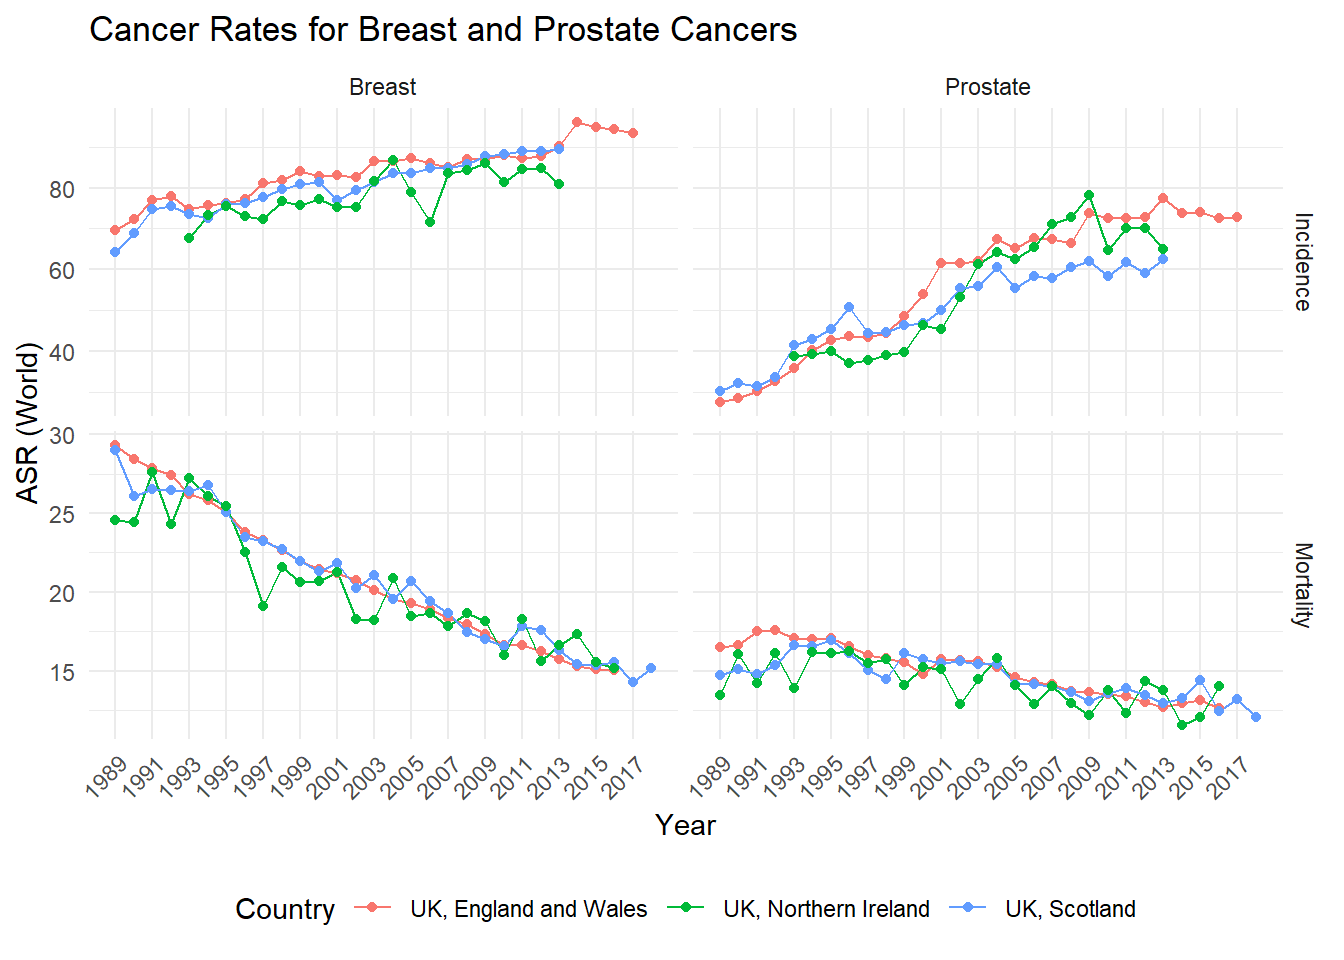 Cancer Rates for Breast and Prostate Cancers
Breast
Prostate
80
60
40
Incidence
30
25
20
15
Mortality
ASR (World)
1989 1991 1993 1995 1997 1999 2001 2003 2005 2007 2009 2011 2013 2015 2017
1989 1991 1993 1995 1997 1999 2001 2003 2005 2007 2009 2011 2013 2015 2017
Year
Country UK, England and Wales UK, Northern Ireland UK, Scotland